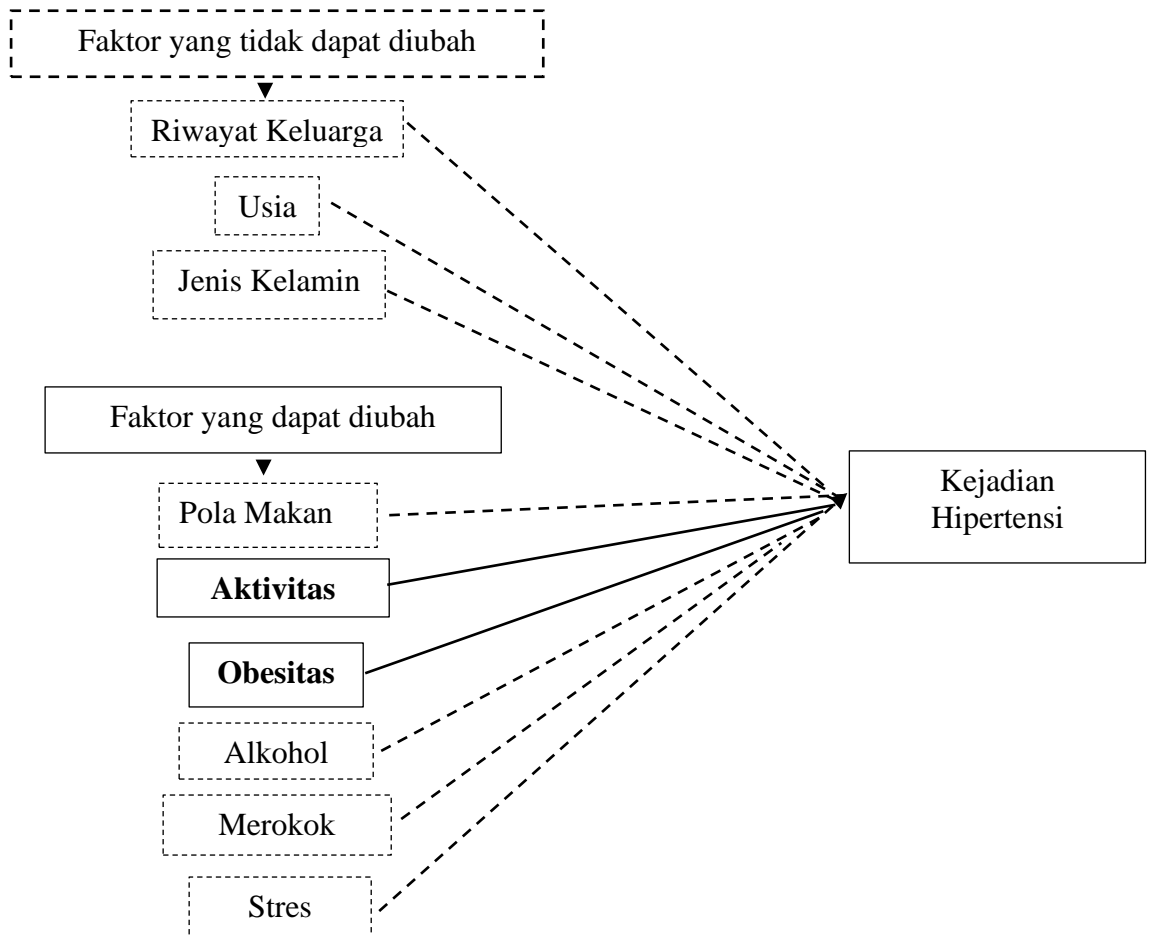 Faktor yang tidak dapat diubah
Riwayat Keluarga
Usia
Jenis Kelamin
Faktor yang dapat diubah
Pola Makan
Aktivitas
Obesitas
Alkohol
Merokok
Stres
Kejadian
Hipertensi